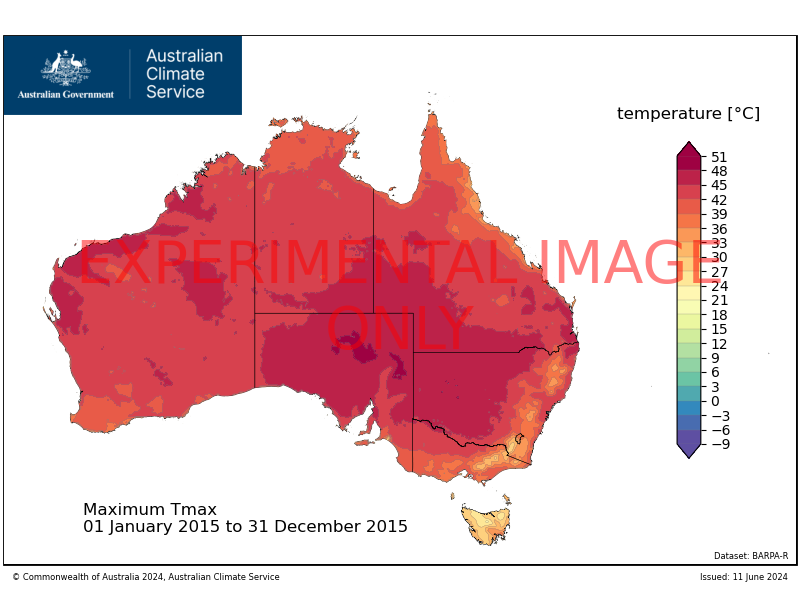 Australian
Climate
Service
Australian Government
temperature [°C]
51
48
45
42
39
36
33
30
27
24
21
18
15
12
9
6
3
0
−3
−6
−9
EXPERIMENTAL IMAGE
ONLY
Maximum Tmax
01 January 2015 to 31 December 2015
Dataset: BARPA-R
© Commonwealth of Australia 2024, Australian Climate Service
Issued: 11 June 2024